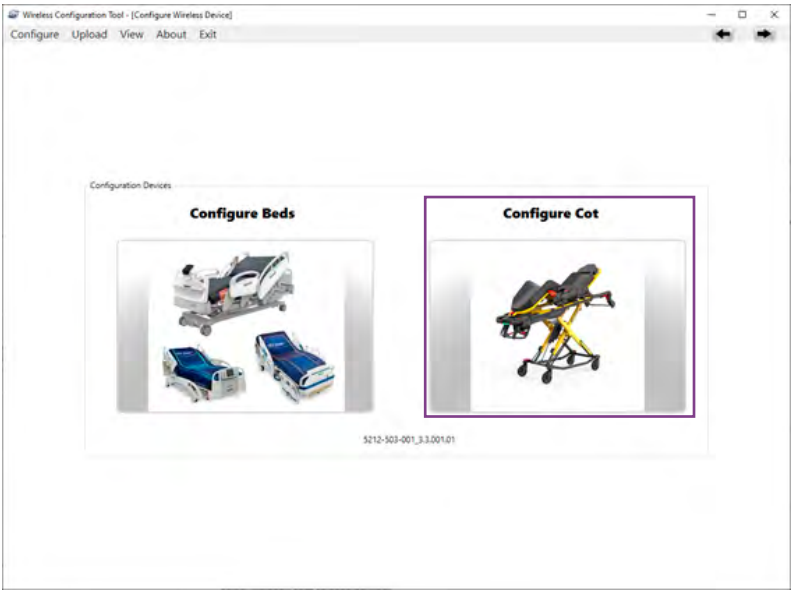 Wireless Configuration Tool - [Configure Wireless Device]
Configure Upload View About Exit
Configuration Devices
Configure Beds
Configure Cot
5212-503-001_3.3.001.01